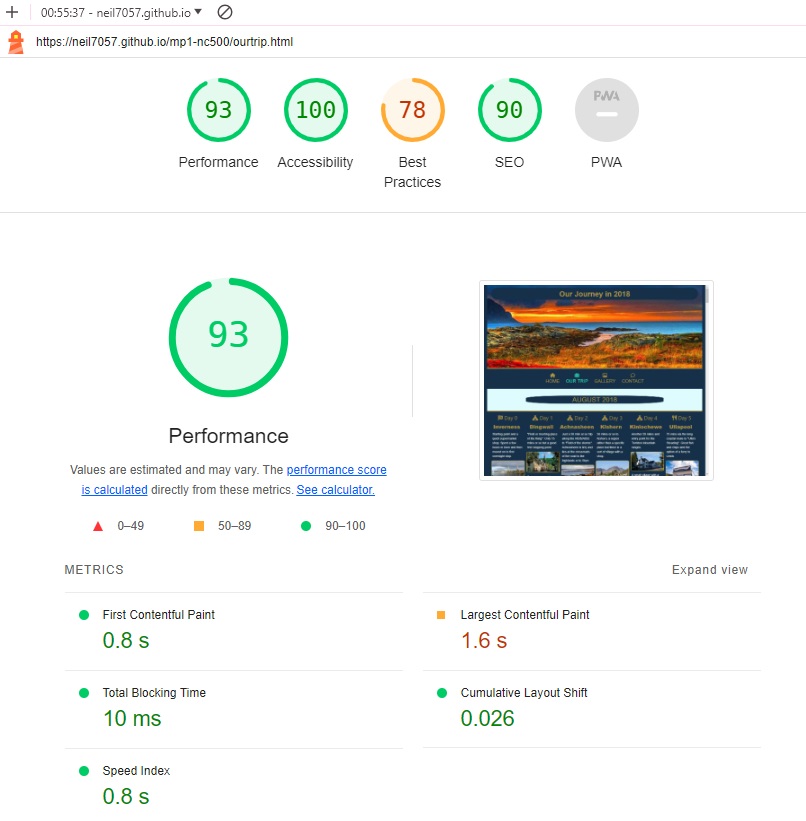 00:55:37 - neil7057.github.io
https://neil7057.github.io/mp1-nc500/ourtrip.html
93 100 78 90 PWA
Performance Accessibility Best Practices SEO PWA
93
Our Journey in 2018
HOME OUR TRIP GALLERY CONTACT
AUGUST 2018
Day 0 Day 1 Day 2 Day 3 Day 4 Day 5
Inverness Dingwall Achnasheen Kishorn Kinlochewe Ullapool
Performance
Values are estimated and may vary. The performance score
is calculated directly from these metrics. See calculator.
0–49 50–89 90–100
METRICS Expand view
First Contentful Paint Largest Contentful Paint
0.8 s 1.6 s
Total Blocking Time Cumulative Layout Shift
10 ms 0.026
Speed Index
0.8 s